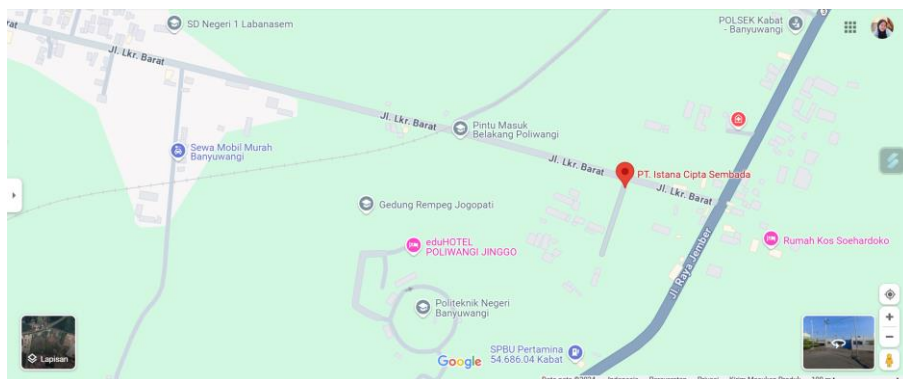 SD Negeri 1 Labanasem
POLSEK Kabat
- Banyuwangi
rat
Jl. Lkr. Barat
Jl. Lkr. Barat
Pintu Masuk
Belakang Poliwangi
Sewa Mobil Murah
Banyuwangi
Jl. Lkr. Barat
PT. Istana Cipta Sembada
Jl. Lkr. Barat
Gedung Rempeg Jogopati
eduHOTEL
POLIWANGI JINGGO
Rumah Kos Soehardoko
Jl. Raya Jember
Politeknik Negeri
Banyuwangi
SPBU Pertamina
54.686.04 Kabat
Lapisan
Google